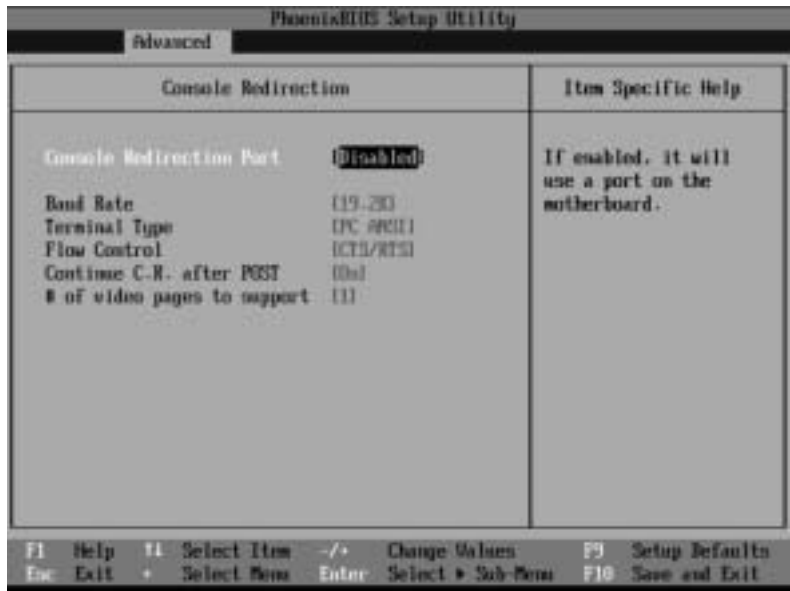 PhoenixBIOS Setup Utility
Advanced
Console Redirection
Item Specific Help
Console Redirection Port [Disabled]
Baud Rate [19.2K]
Terminal Type [PC ANSI]
Flow Control [CTS/RTS]
Continue C.R. after POST [On]
# of video pages to support [1]
If enabled, it will
use a port on the
motherboard.
F1 Help ↑↓ Select Item -/+ Change Values F9 Setup Defaults
Esc Exit Select Menu Enter Select ▶ Sub-Menu F10 Save and Exit